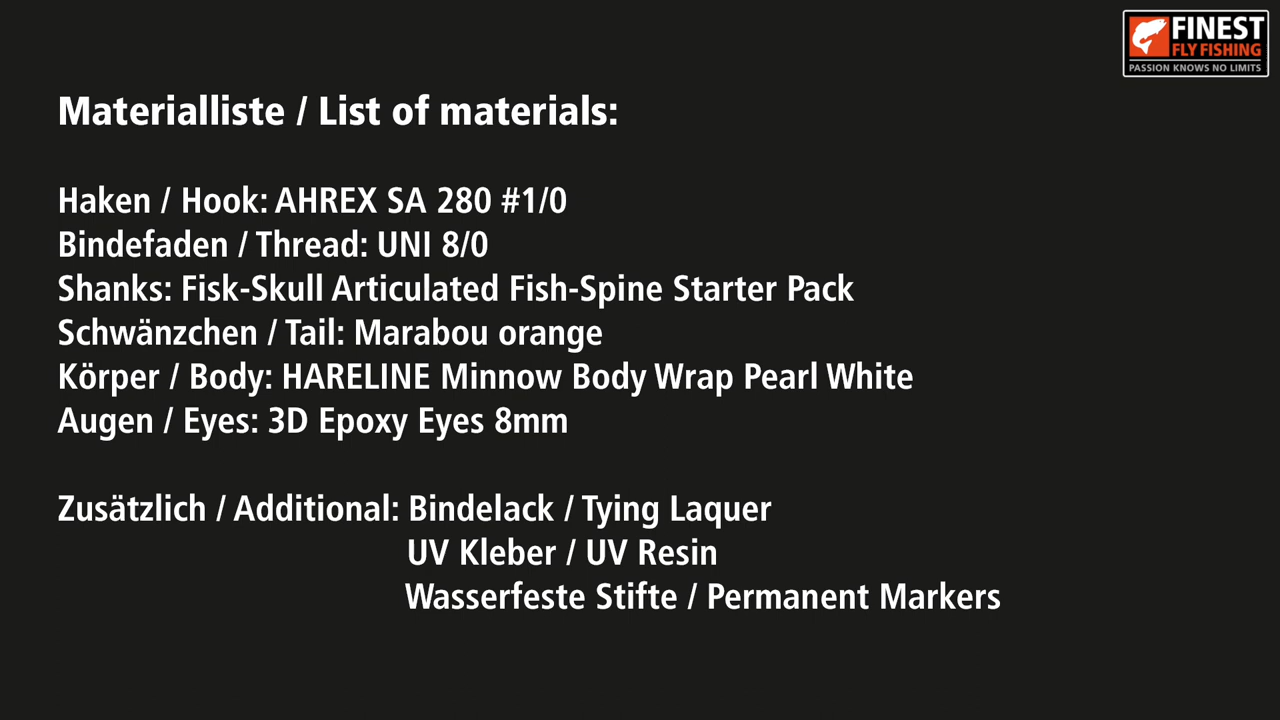 FINEST
FLY FISHING
PASSION KNOWS NO LIMITS
Materialliste / List of materials:
Haken / Hook: AHREX SA 280 #1/0
Bindefaden / Thread: UNI 8/0
Shanks: Fisk-Skull Articulated Fish-Spine Starter Pack
Schwänzchen / Tail: Marabou orange
Körper / Body: HARELINE Minnow Body Wrap Pearl White
Augen / Eyes: 3D Epoxy Eyes 8mm
Zusätzlich / Additional: Bindelack / Tying Laquer
UV Kleber / UV Resin
Wasserfeste Stifte / Permanent Markers